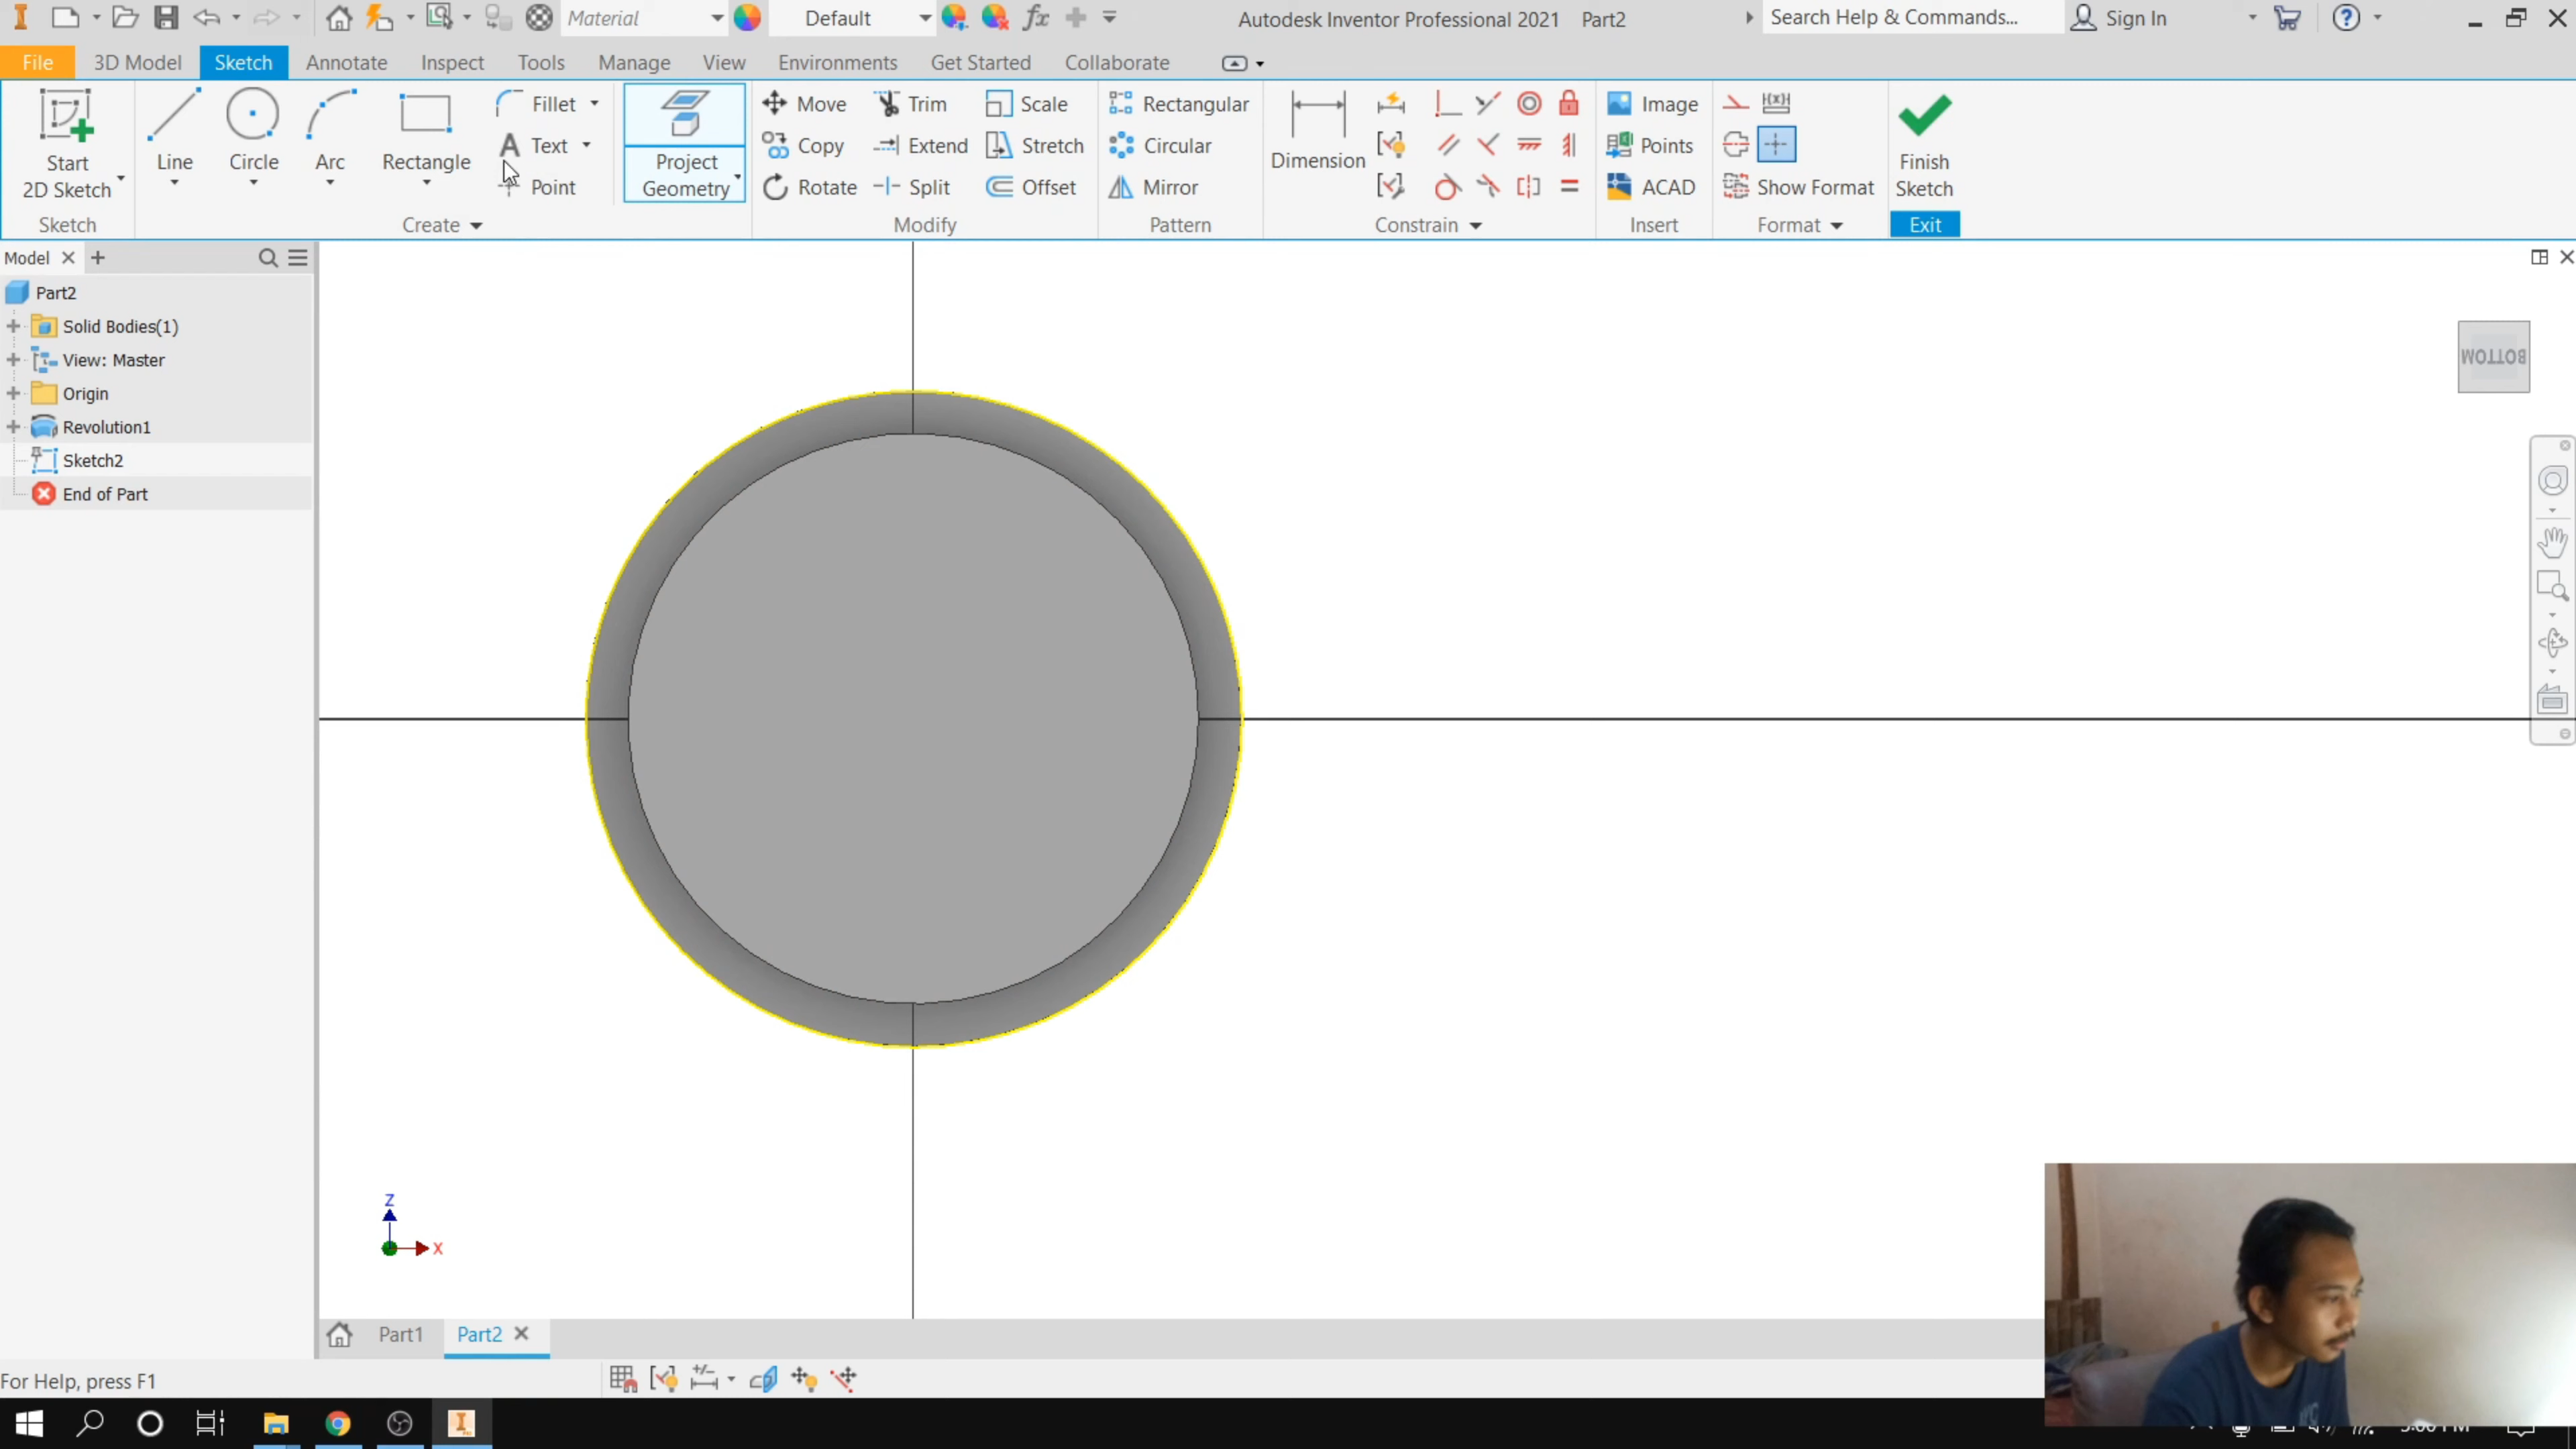 Material
Default
Autodesk Inventor Professional 2021 Part2
Search Help & Commands...
Sign In
File 3D Model Sketch Annotate Inspect Tools Manage View Environments Get Started Collaborate
Start
2D Sketch
Line
Circle
Arc
Rectangle
Fillet
Text
Point
Project
Geometry
Move
Copy
Rotate
Trim
Extend
Split
Scale
Stretch
Offset
Rectangular
Circular
Mirror
Dimension
Image
Points
ACAD
Show Format
Finish
Sketch
Sketch
Create
Modify
Pattern
Constrain
Insert
Format
Exit
Model
Part2
Solid Bodies(1)
View: Master
Origin
Revolution1
Sketch2
End of Part
BOTTOM
Z
X
Part1
Part2
For Help, press F1